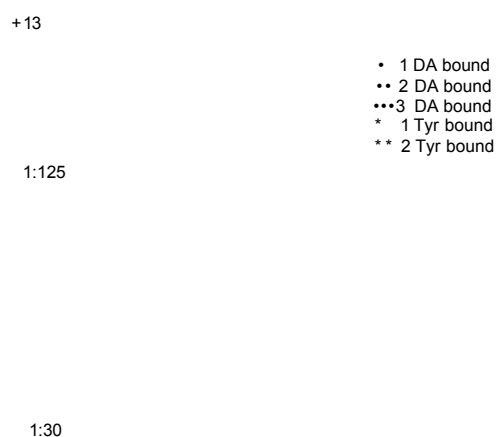 +13
• 1 DA bound
•• 2 DA bound
•••3 DA bound
* 1 Tyr bound
** 2 Tyr bound
1:125
1:30